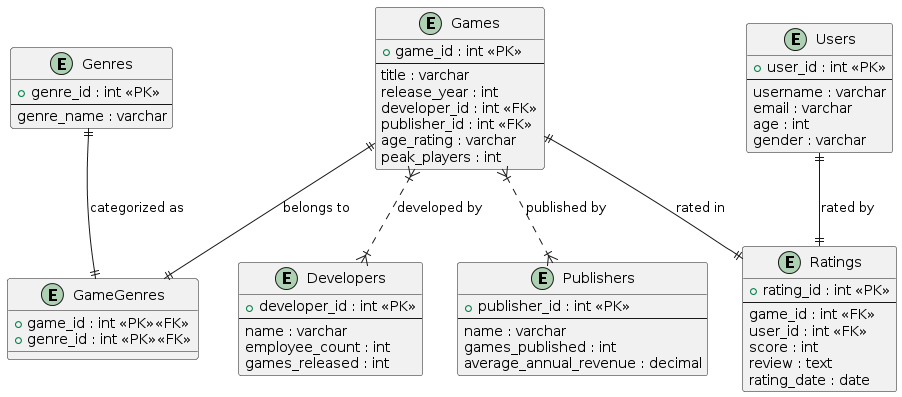 E Games
game_id : int «PK»
title : varchar
release_year : int
developer_id : int «FK»
publisher_id : int «FK»
age_rating : varchar
peak_players : int
E Genres
genre_id : int «PK»
genre_name : varchar
E Users
user_id : int «PK»
username : varchar
email : varchar
age : int
gender : varchar
categorized as
belongs to
developed by
published by
rated in
rated by
E GameGenres
game_id : int «PK» «FK»
genre_id : int «PK» «FK»
E Developers
developer_id : int «PK»
name : varchar
employee_count : int
games_released : int
E Publishers
publisher_id : int «PK»
name : varchar
games_published : int
average_annual_revenue : decimal
E Ratings
rating_id : int «PK»
game_id : int «FK»
user_id : int «FK»
score : int
review : text
rating_date : date